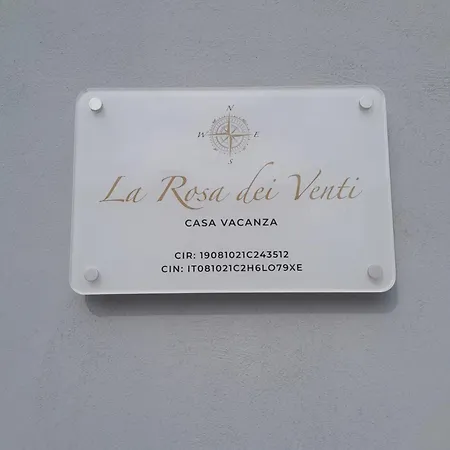 N
W E
S
La Rosa dei Venti
CASA VACANZA
CIR: 19081021C243512
CIN: IT081021C2H6LO79XE